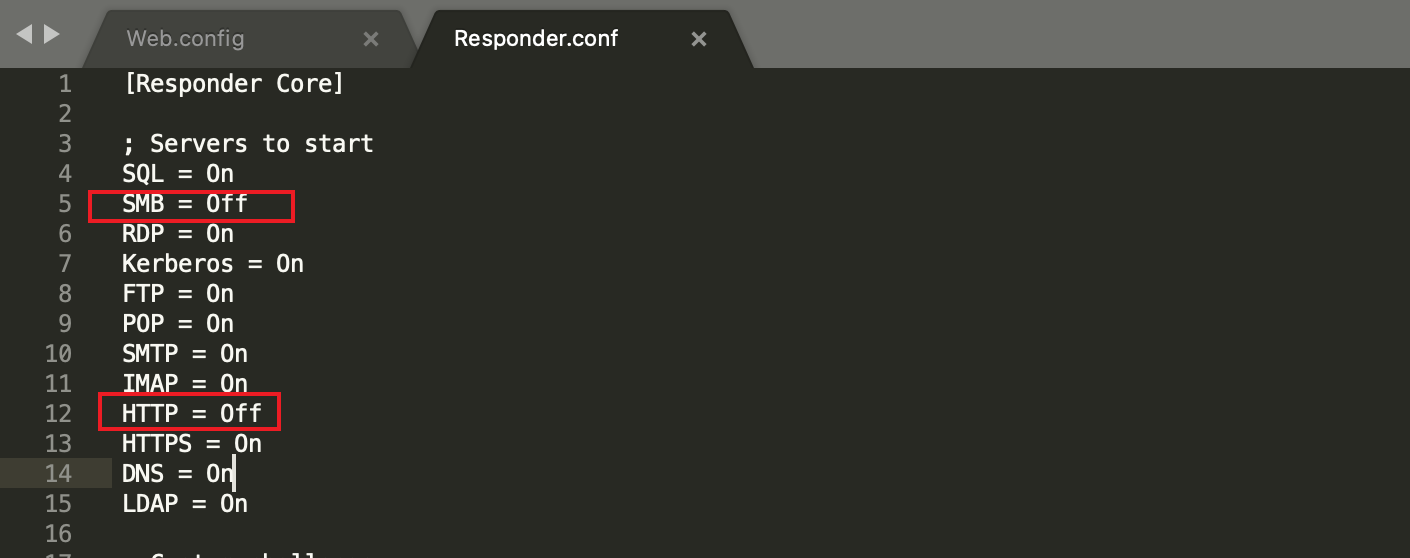 Web.config × Responder.conf ×
1 [Responder Core]
2
3 ; Servers to start
4 SQL = On
5 SMB = Off
6 RDP = On
7 Kerberos = On
8 FTP = On
9 POP = On
10 SMTP = On
11 IMAP = On
12 HTTP = Off
13 HTTPS = On
14 DNS = On
15 LDAP = On
16
17